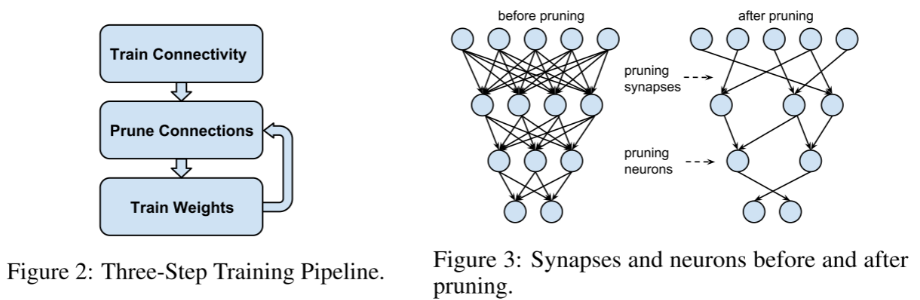 Train Connectivity
Prune Connections
Train Weights
Figure 2: Three-Step Training Pipeline.
before pruning
after pruning
pruning
synapses
pruning
neurons
Figure 3: Synapses and neurons before and after
pruning.